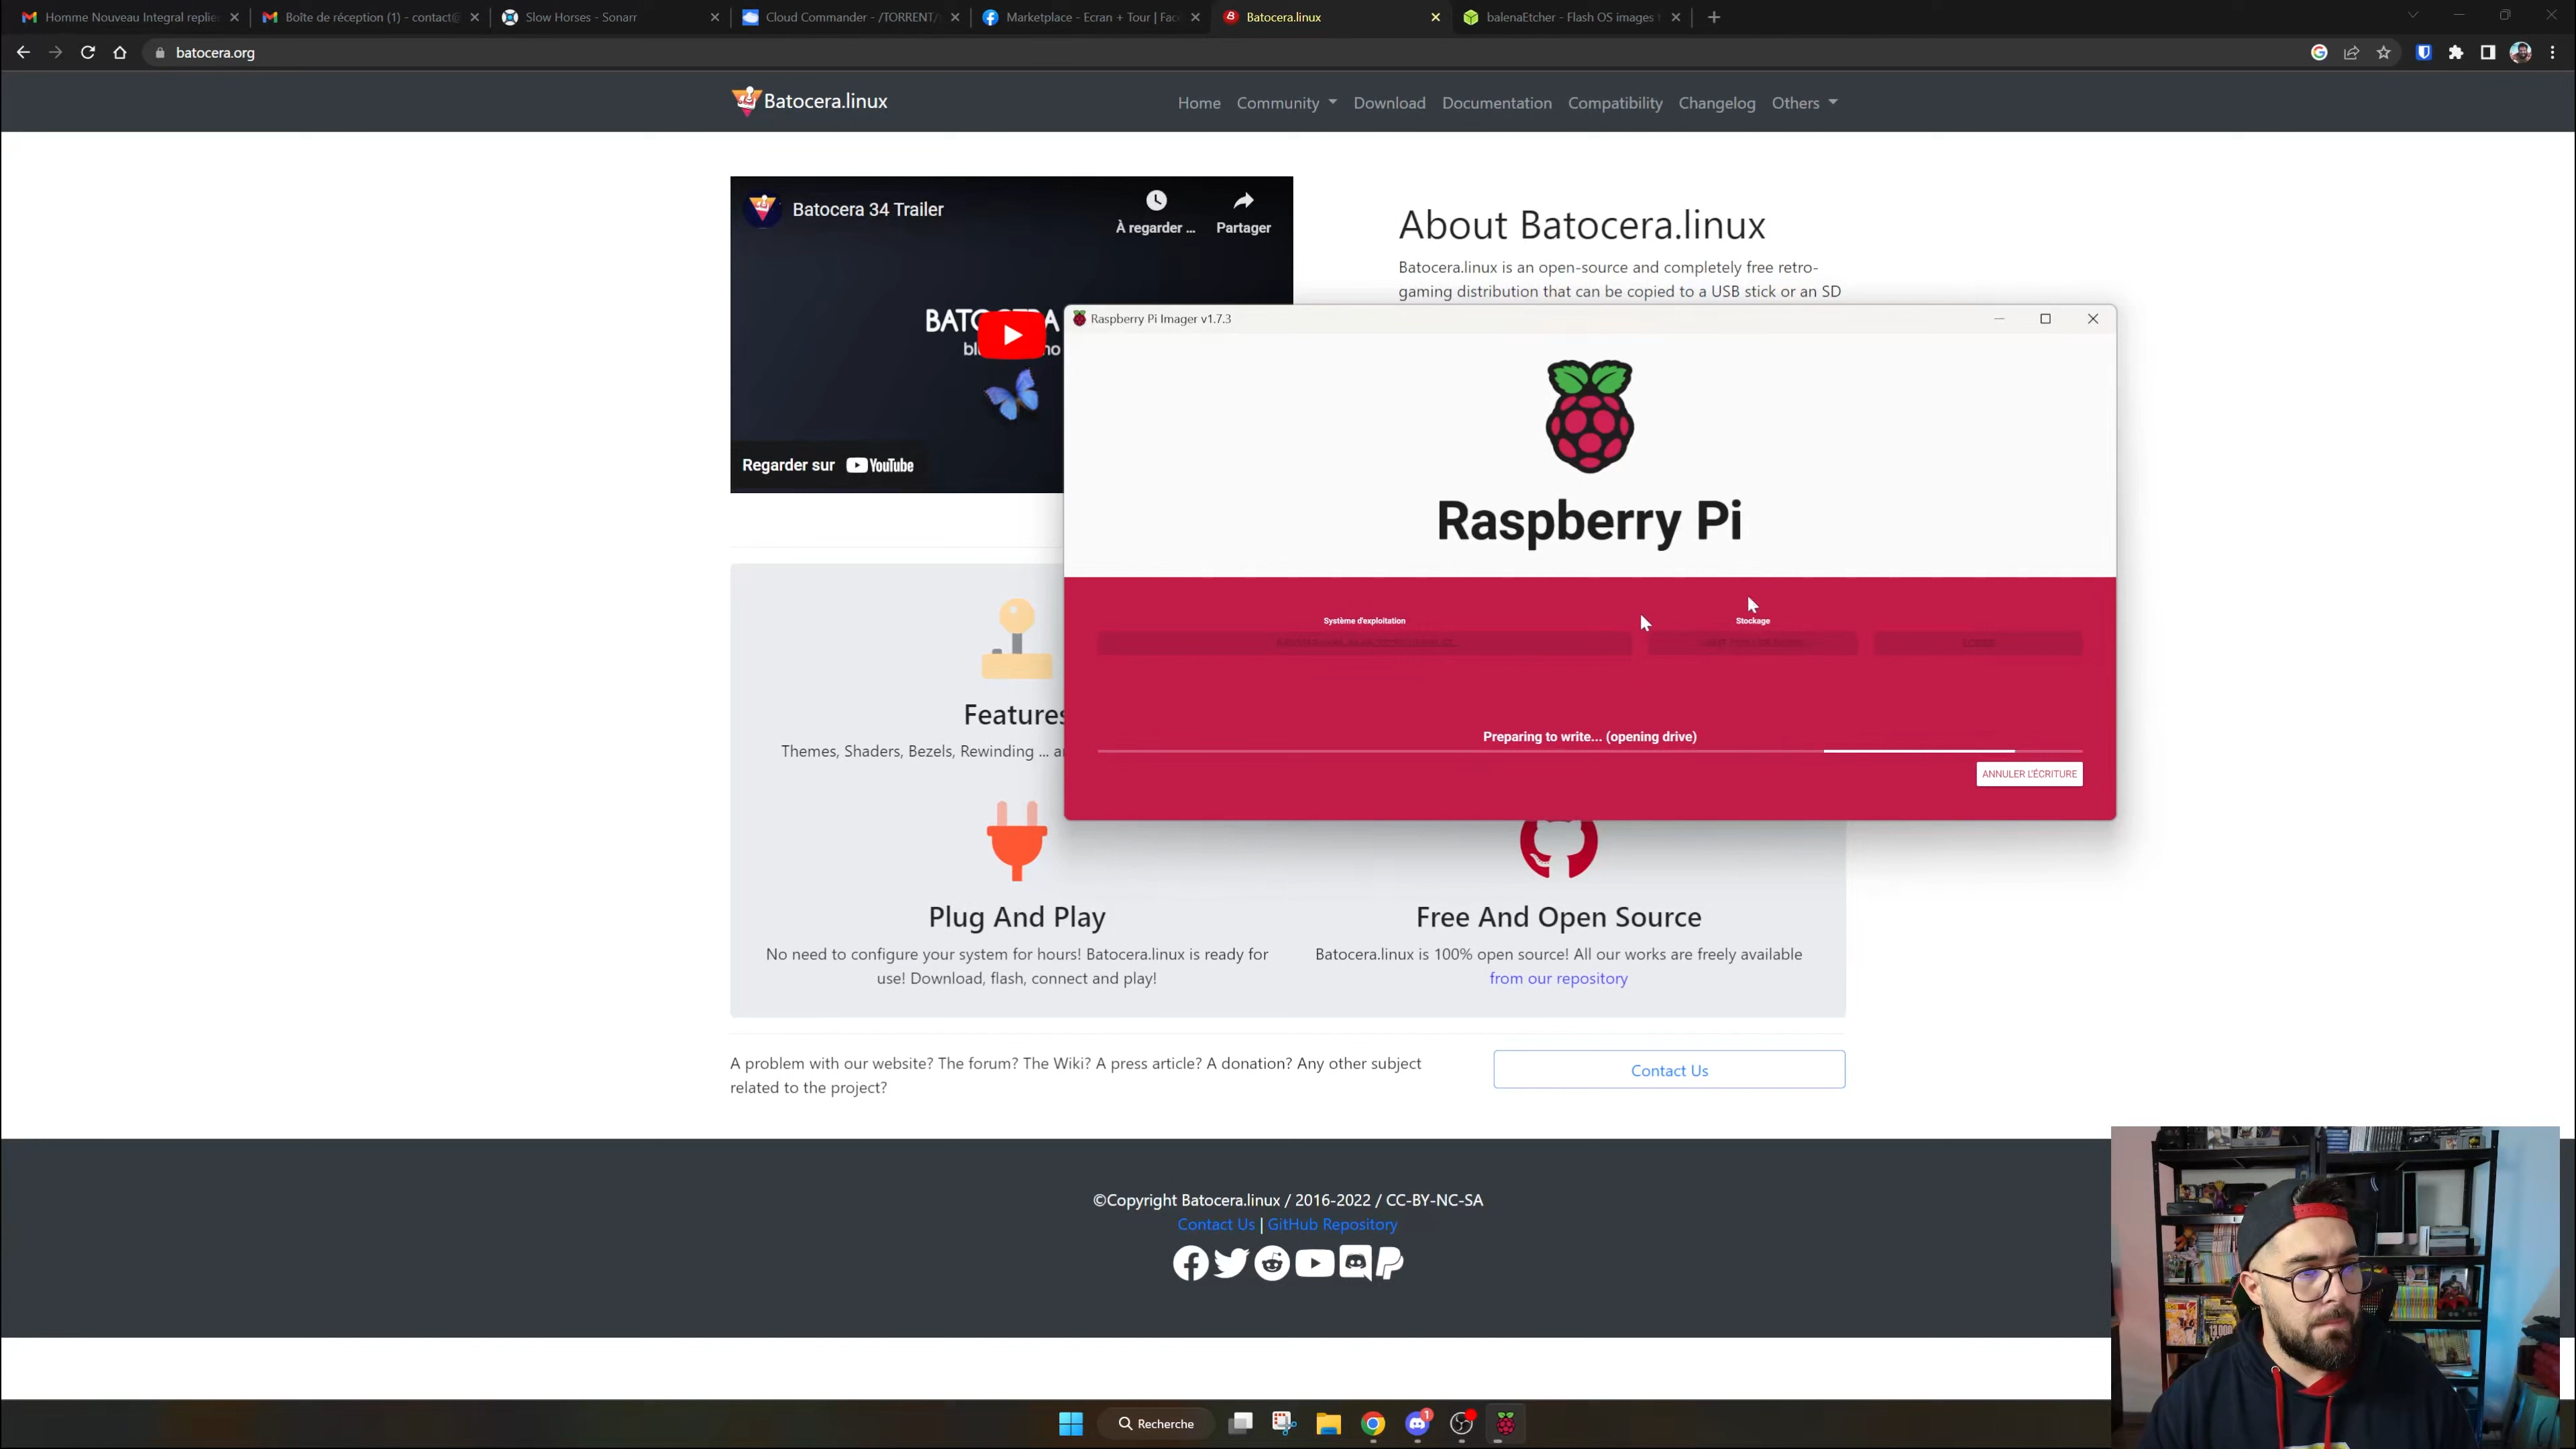 Homme Nouveau Integral replie
Boîte de réception (1) - contact@
Slow Horses - Sonarr
Cloud Commander - /TORRENT/
Marketplace - Ecran + Tour | Fac
Batocera.linux
balenaEtcher - Flash OS images
batocera.org
Batocera.linux
Home
Community
Download
Documentation
Compatibility
Changelog
Others
Batocera 34 Trailer
À regarder ...
Partager
Regarder sur
YouTube
About Batocera.linux
Batocera.linux is an open-source and completely free retro-
gaming distribution that can be copied to a USB stick or an SD
Raspberry Pi Imager v1.7.3
Raspberry Pi
Système d'exploitation
Stockage
Preparing to write... (opening drive)
ANNULER L'ÉCRITURE
Features
Themes, Shaders, Bezels, Rewinding ...
Plug And Play
No need to configure your system for hours! Batocera.linux is ready for
use! Download, flash, connect and play!
Free And Open Source
Batocera.linux is 100% open source! All our works are freely available
from our repository
A problem with our website? The forum? The Wiki? A press article? A donation? Any other subject
related to the project?
Contact Us
©Copyright Batocera.linux / 2016-2022 / CC-BY-NC-SA
Contact Us | GitHub Repository
Recherche
1